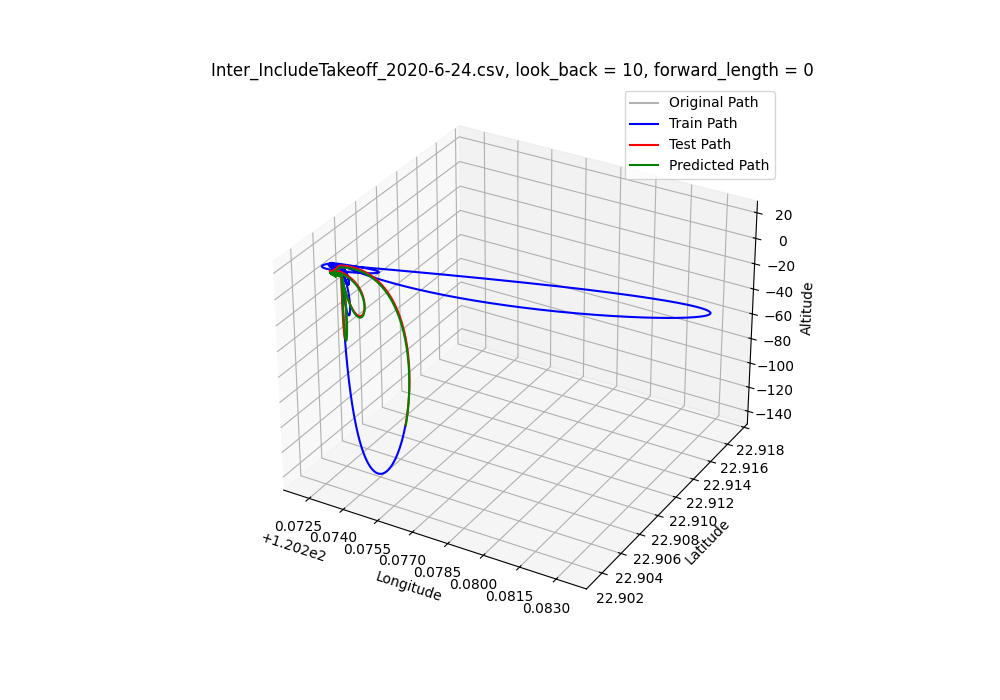 Inter_IncludeTakeoff_2020-6-24.csv, look_back = 10, forward_length = 0
Original Path
Train Path
Test Path
Predicted Path
20
0
−20
−40
−60
−80
−100
−120
−140
Altitude
22.918
22.916
22.914
22.912
22.910
22.908
22.906
22.904
22.902
Latitude
0.0725
0.0740
0.0755
0.0770
0.0785
0.0800
0.0815
0.0830
+1.202e2
Longitude